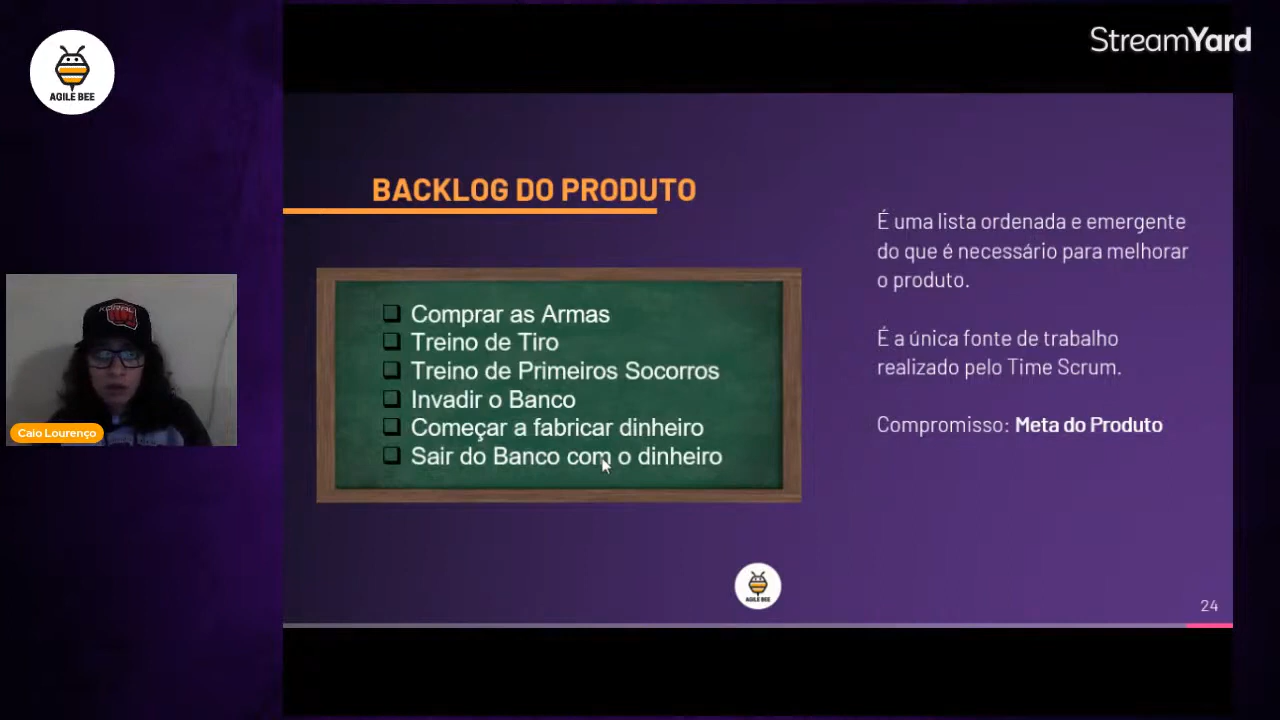 AGILE BEE
StreamYard
BACKLOG DO PRODUTO
Comprar as Armas
Treino de Tiro
Treino de Primeiros Socorros
Invadir o Banco
Começar a fabricar dinheiro
Sair do Banco com o dinheiro
É uma lista ordenada e emergente
do que é necessário para melhorar
o produto.
É a única fonte de trabalho
realizado pelo Time Scrum.
Compromisso: Meta do Produto
Caio Lourenço
AGILE BEE
24